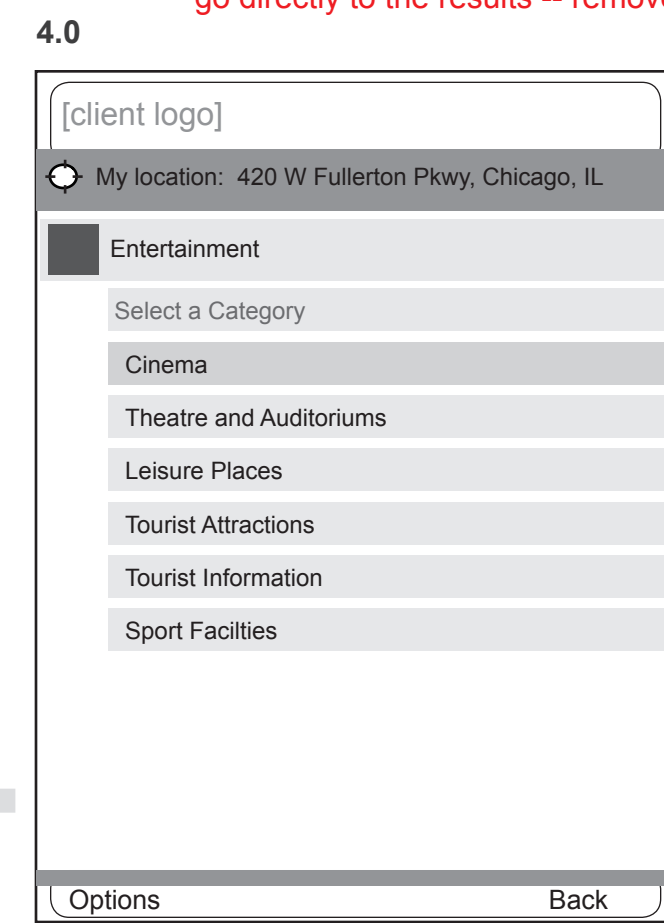 go directly to the results -- remove
4.0
[client logo]
My location: 420 W Fullerton Pkwy, Chicago, IL
Entertainment
Select a Category
Cinema
Theatre and Auditoriums
Leisure Places
Tourist Attractions
Tourist Information
Sport Facilties
Options Back